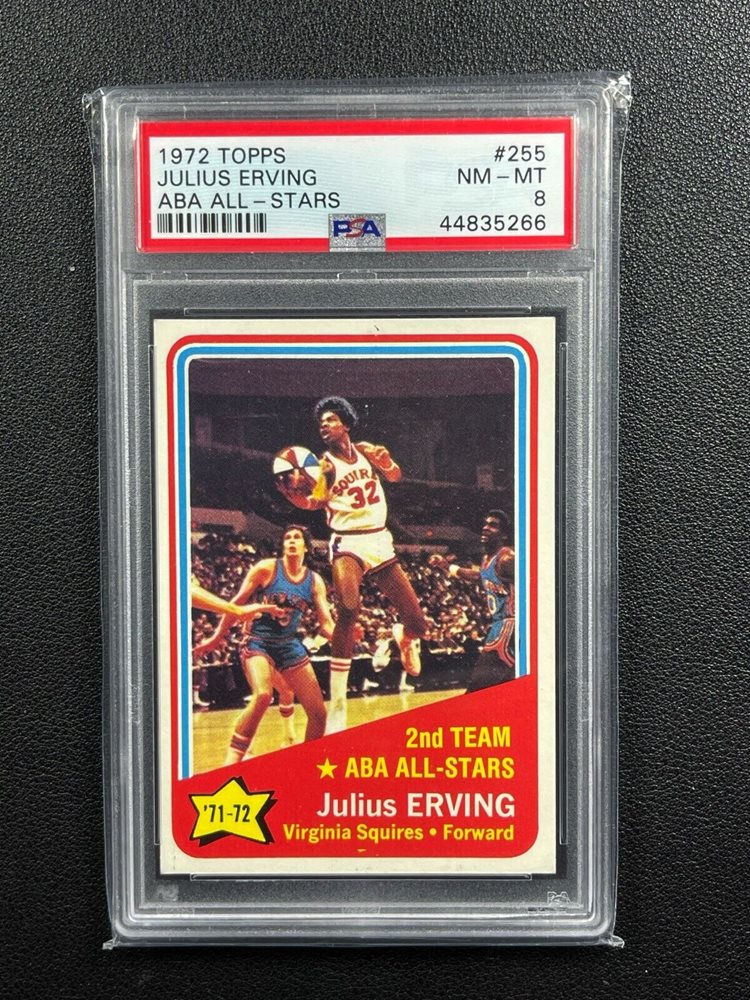 1972 TOPPS #255
JULIUS ERVING NM - MT
ABA ALL - STARS 8
PSA 44835266
SQUIR
32
2nd TEAM
★ ABA ALL-STARS
'71-72
Julius ERVING
Virginia Squires • Forward